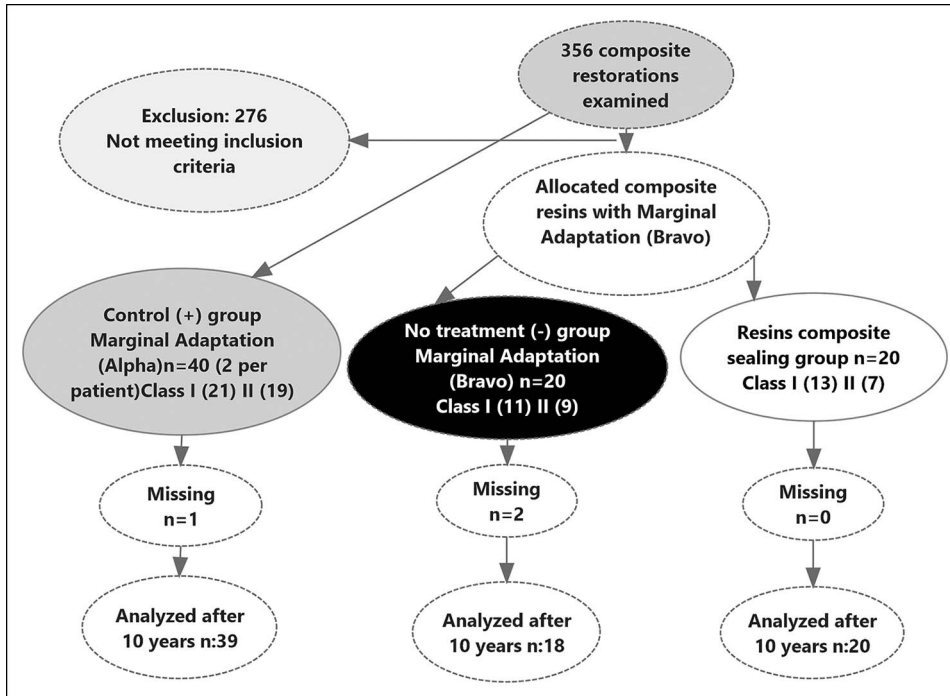 356 composite
restorations
examined
Exclusion: 276
Not meeting inclusion
criteria
Allocated composite
resins with Marginal
Adaptation (Bravo)
Control (+) group
Marginal Adaptation
(Alpha)n=40 (2 per
patient)Class I (21) II (19)
No treatment (-) group
Marginal Adaptation
(Bravo) n=20
Class I (11) II (9)
Resins composite
sealing group n=20
Class I (13) II (7)
Missing
n=1
Missing
n=2
Missing
n=0
Analyzed after
10 years n:39
Analyzed after
10 years n:18
Analyzed after
10 years n:20